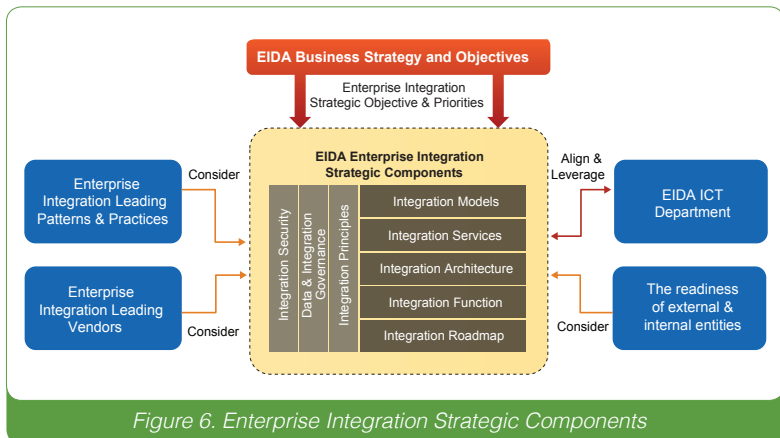 EIDA Business Strategy and Objectives
Enterprise Integration
Strategic Objective & Priorities
EIDA Enterprise Integration
Strategic Components
Integration Security
Data & Integration
Governance
Integration Principles
Integration Models
Integration Services
Integration Architecture
Integration Function
Integration Roadmap
Enterprise
Integration Leading
Patterns & Practices
Consider
Enterprise
Integration Leading
Vendors
Consider
Align &
Leverage
EIDA ICT
Department
The readiness
of external &
internal entities
Consider
Figure 6. Enterprise Integration Strategic Components